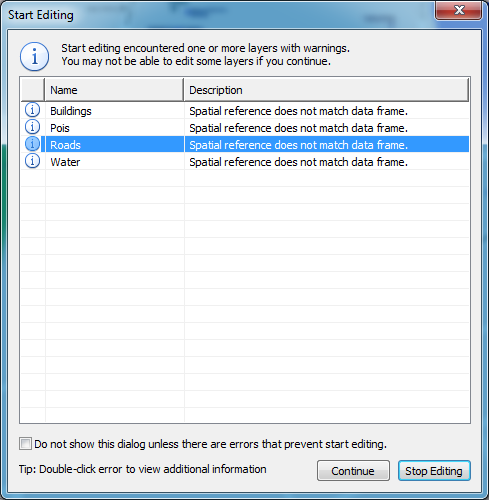 Start Editing
Start editing encountered one or more layers with warnings.
You may not be able to edit some layers if you continue.
Name Description
Buildings Spatial reference does not match data frame.
Pois Spatial reference does not match data frame.
Roads Spatial reference does not match data frame.
Water Spatial reference does not match data frame.
Do not show this dialog unless there are errors that prevent start editing.
Tip: Double-click error to view additional information Continue Stop Editing